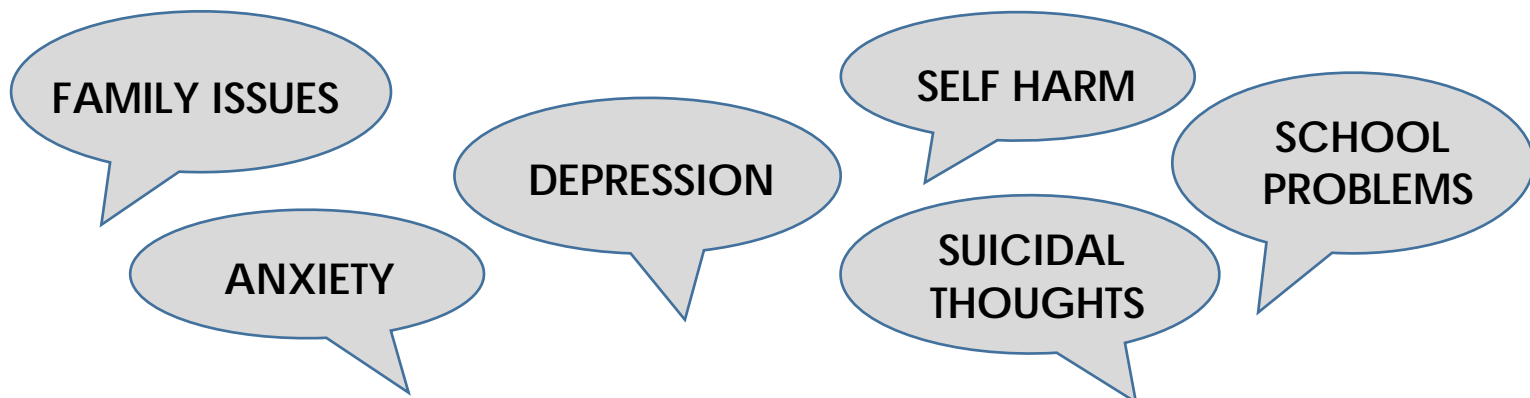 FAMILY ISSUES
ANXIETY
DEPRESSION
SELF HARM
SUICIDAL
THOUGHTS
SCHOOL
PROBLEMS